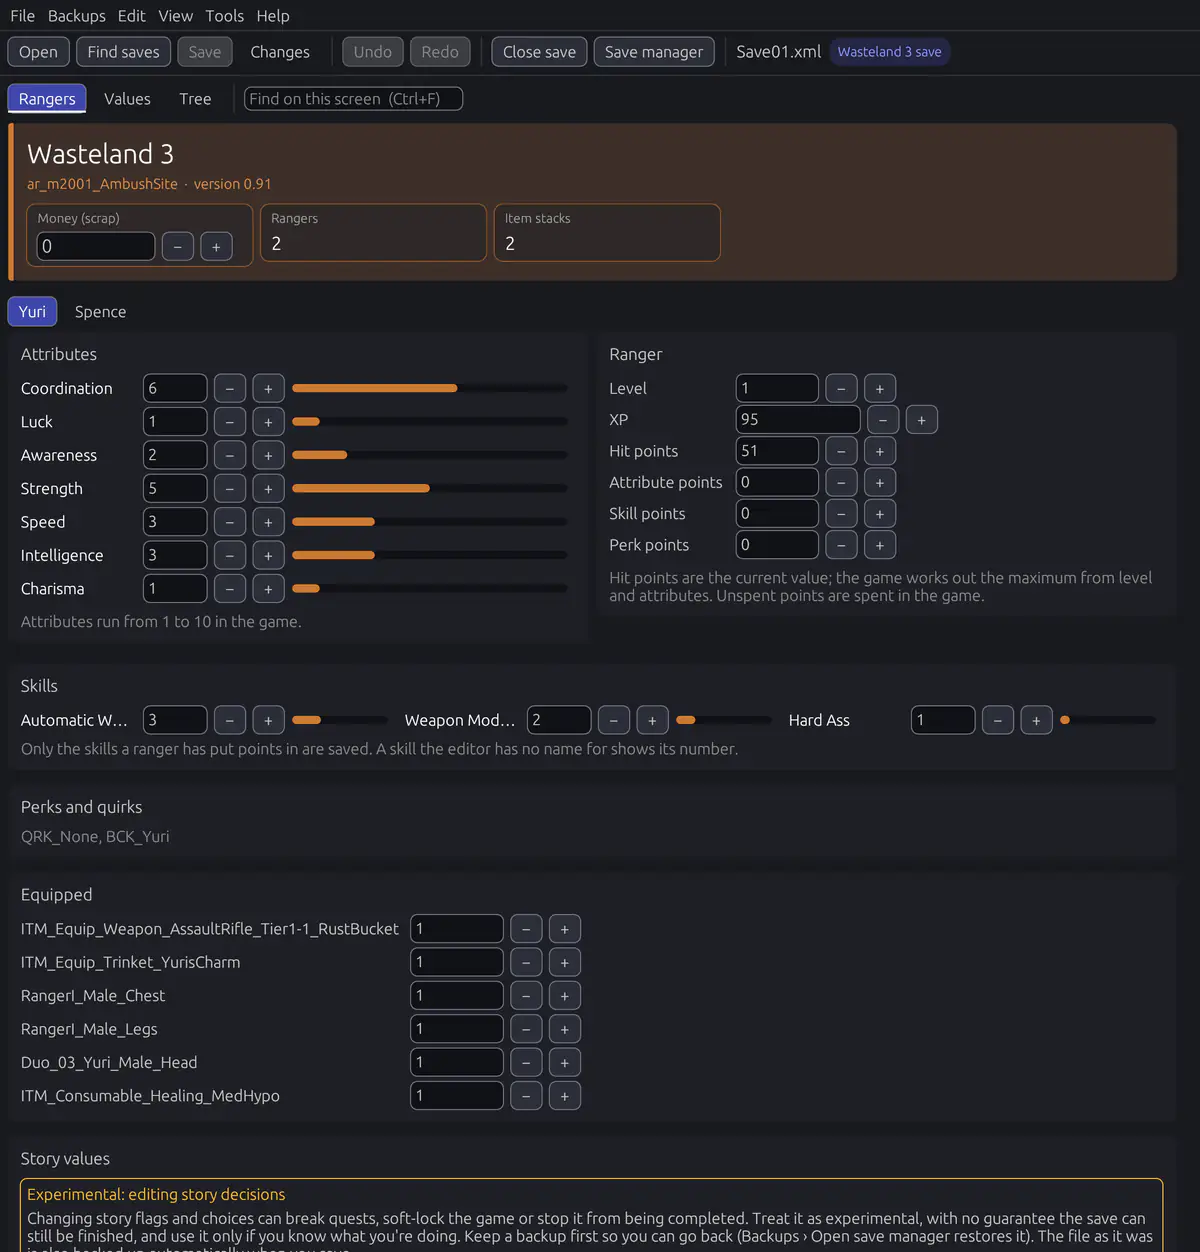 File Backups Edit View Tools Help
Open Find saves Save Changes Undo Redo Close save Save manager Save01.xml Wasteland 3 save
Rangers Values Tree Find on this screen (Ctrl+F)
Wasteland 3
ar_m2001_AmbushSite · version 0.91
Money (scrap) Rangers Item stacks
0 − + 2 2
Yuri Spence
Attributes
Coordination 6 − +
Luck 1 − +
Awareness 2 − +
Strength 5 − +
Speed 3 − +
Intelligence 3 − +
Charisma 1 − +
Attributes run from 1 to 10 in the game.
Ranger
Level 1 − +
XP 95 − +
Hit points 51 − +
Attribute points 0 − +
Skill points 0 − +
Perk points 0 − +
Hit points are the current value; the game works out the maximum from level
and attributes. Unspent points are spent in the game.
Skills
Automatic W... 3 − + Weapon Mod... 2 − + Hard Ass 1 − +
Only the skills a ranger has put points in are saved. A skill the editor has no name for shows its number.
Perks and quirks
QRK_None, BCK_Yuri
Equipped
ITM_Equip_Weapon_AssaultRifle_Tier1-1_RustBucket 1 − +
ITM_Equip_Trinket_YurisCharm 1 − +
RangerI_Male_Chest 1 − +
RangerI_Male_Legs 1 − +
Duo_03_Yuri_Male_Head 1 − +
ITM_Consumable_Healing_MedHypo 1 − +
Story values
Experimental: editing story decisions
Changing story flags and choices can break quests, soft-lock the game or stop it from being completed. Treat it as experimental, with no guarantee the save can
still be finished, and use it only if you know what you're doing. Keep a backup first so you can go back (Backups › Open save manager restores it). The file as it was